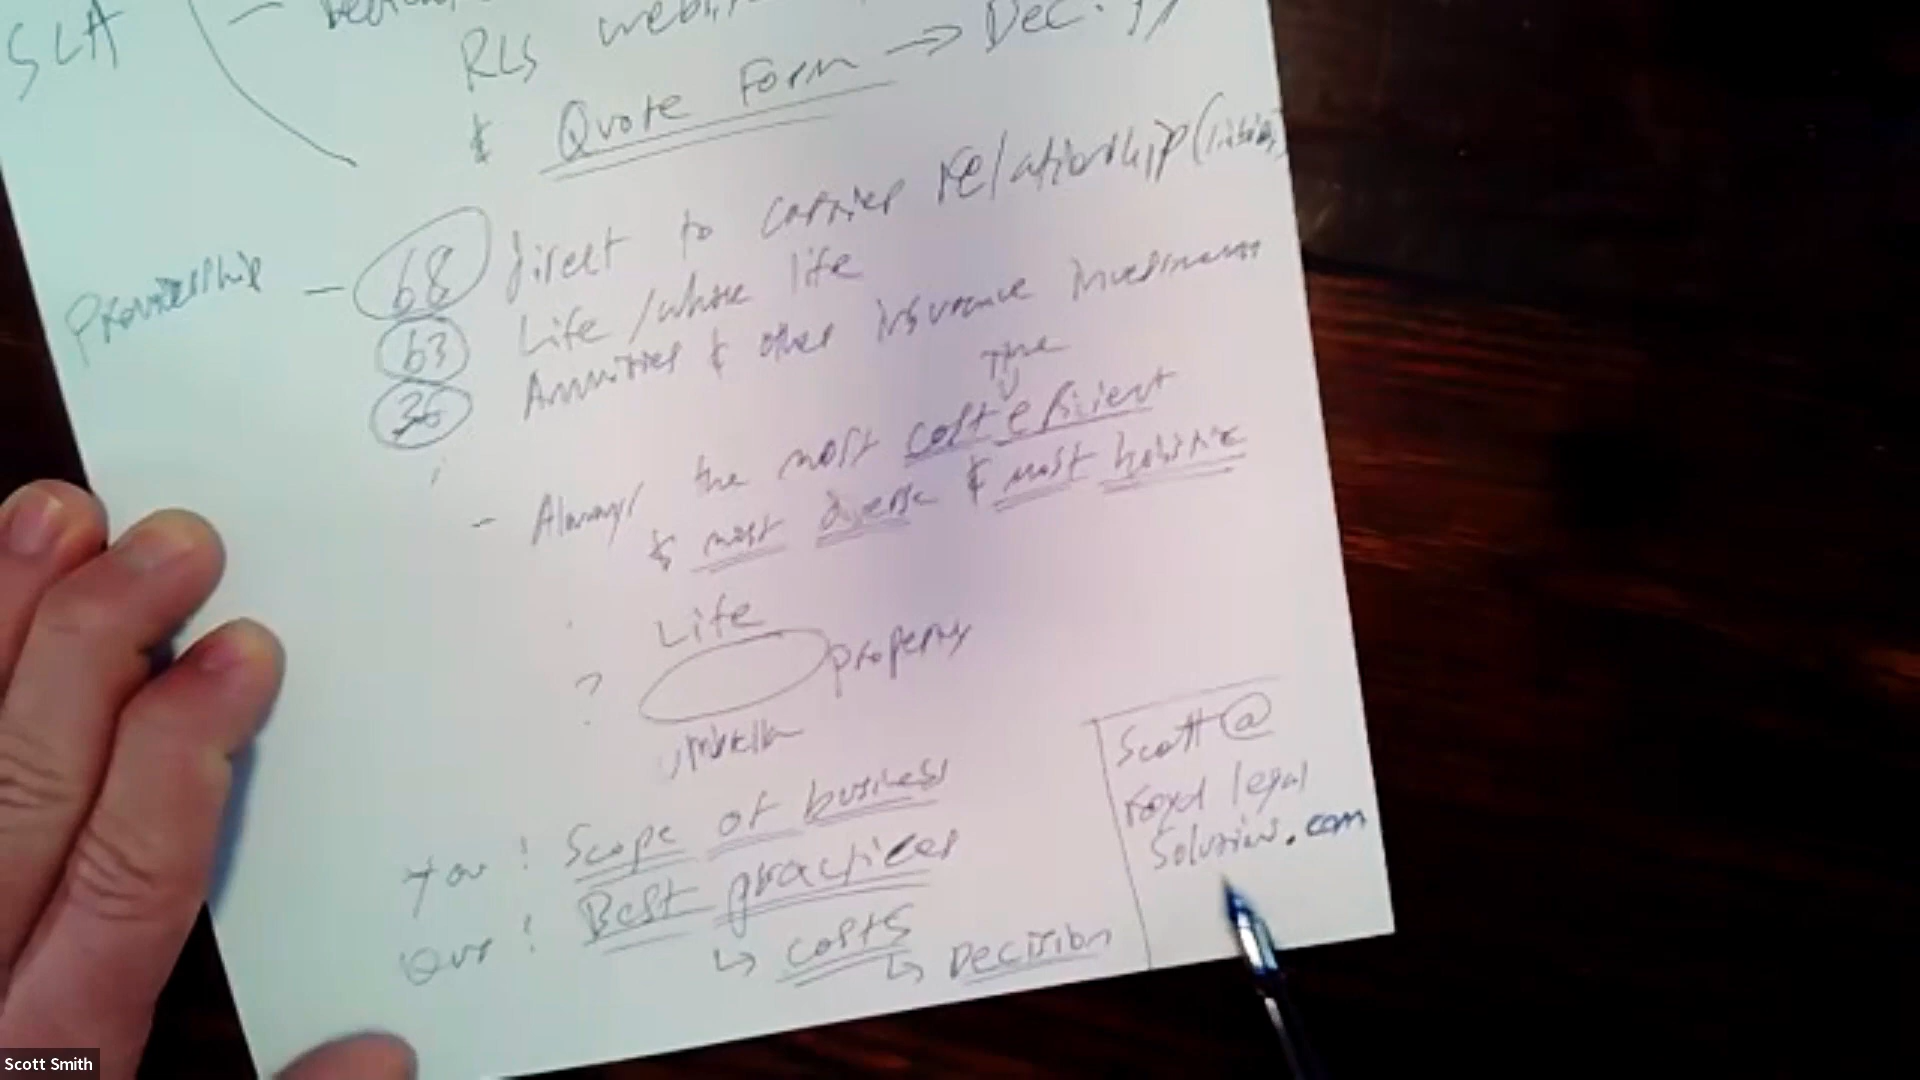 SLA
RLS
& Quote Form → Dec.
- 68 direct to carrier relationship
63 Life / whole life
36 Annuities & other insurance investments
Time
- Always the most cost efficient
& most diverse & most holistic
Life
? property
umbrella
You: Scope of business
Our: Best practices
↳ costs
↳ Decision
Scott @
royal legal
solutions.com
Scott Smith